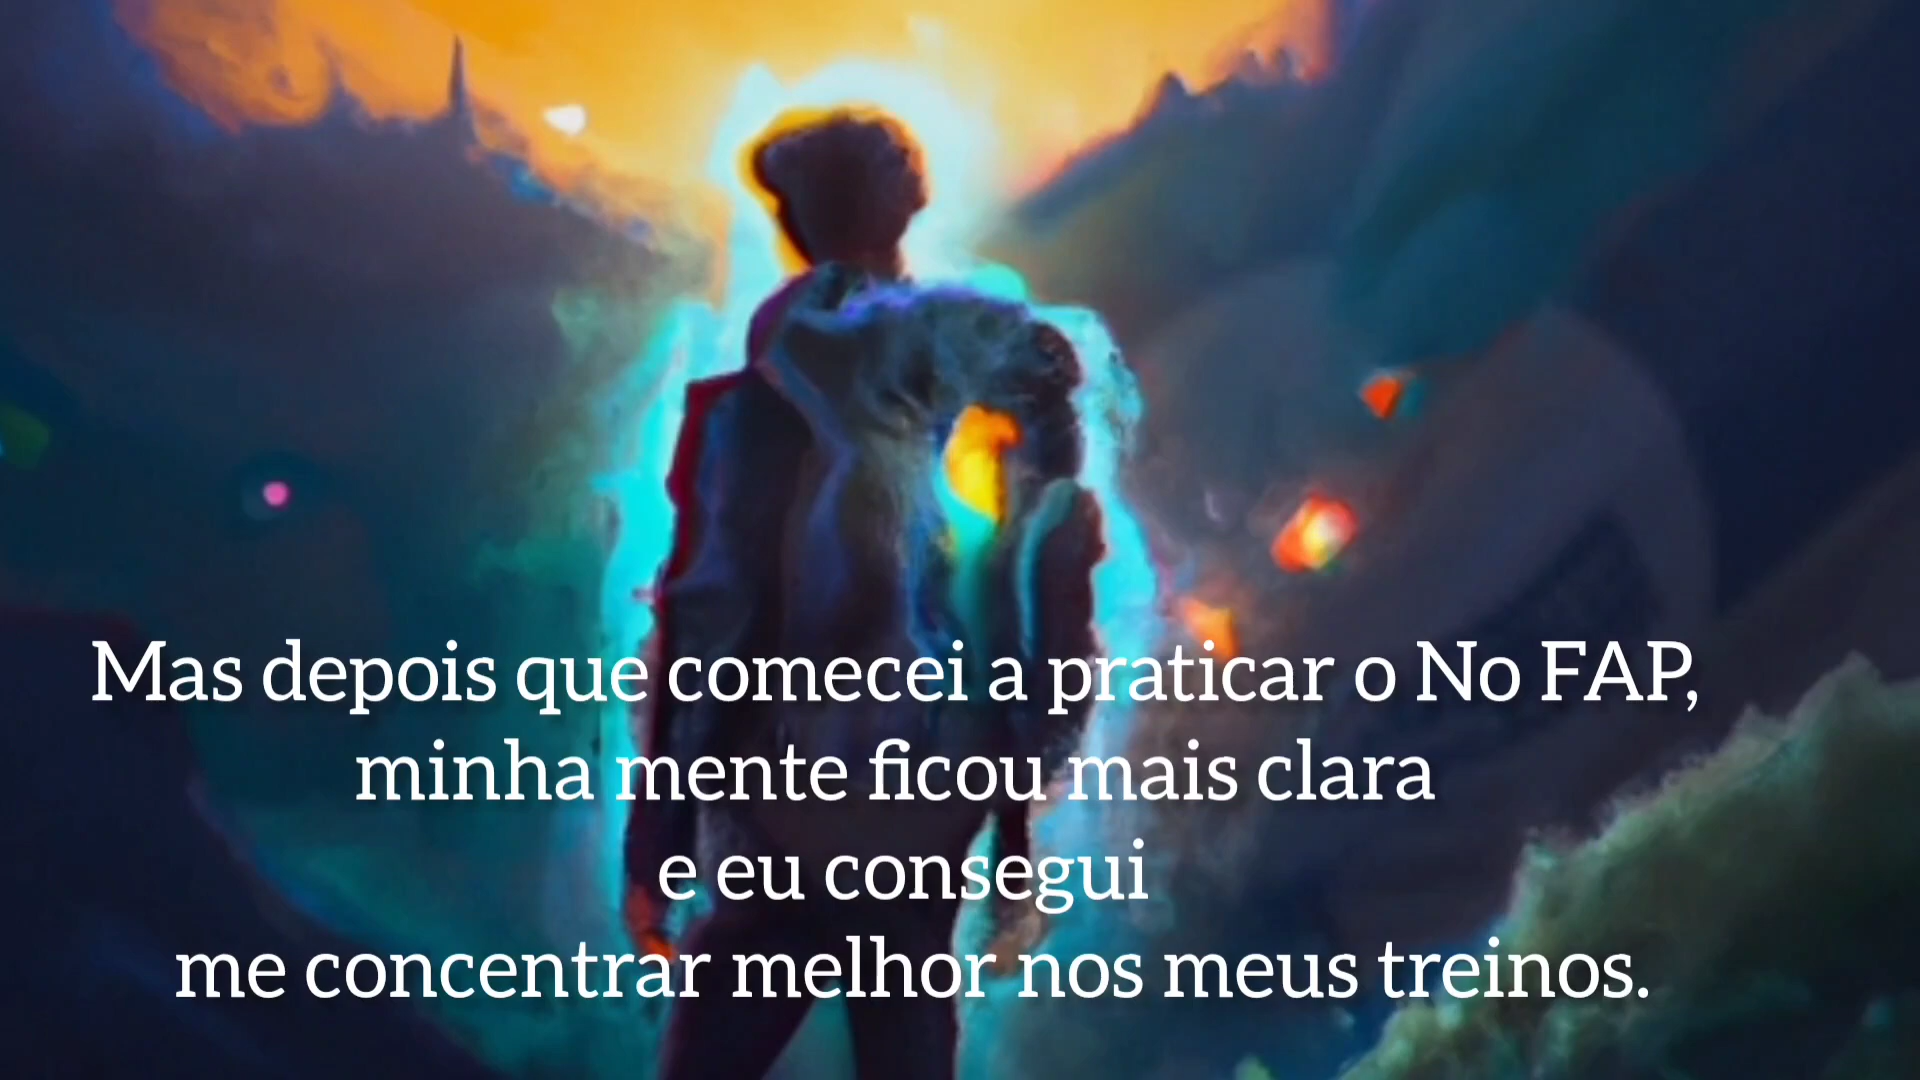 Mas depois que comecei a praticar o No FAP,
minha mente ficou mais clara
e eu consegui
me concentrar melhor nos meus treinos.